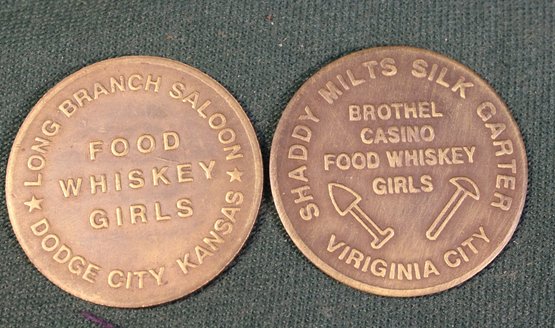 LONG BRANCH SALOON
FOOD
WHISKEY
GIRLS
★ DODGE CITY, KANSAS ★
SHADDY MILTS SILK GARTER
BROTHEL
CASINO
FOOD WHISKEY
GIRLS
VIRIGINIA CITY